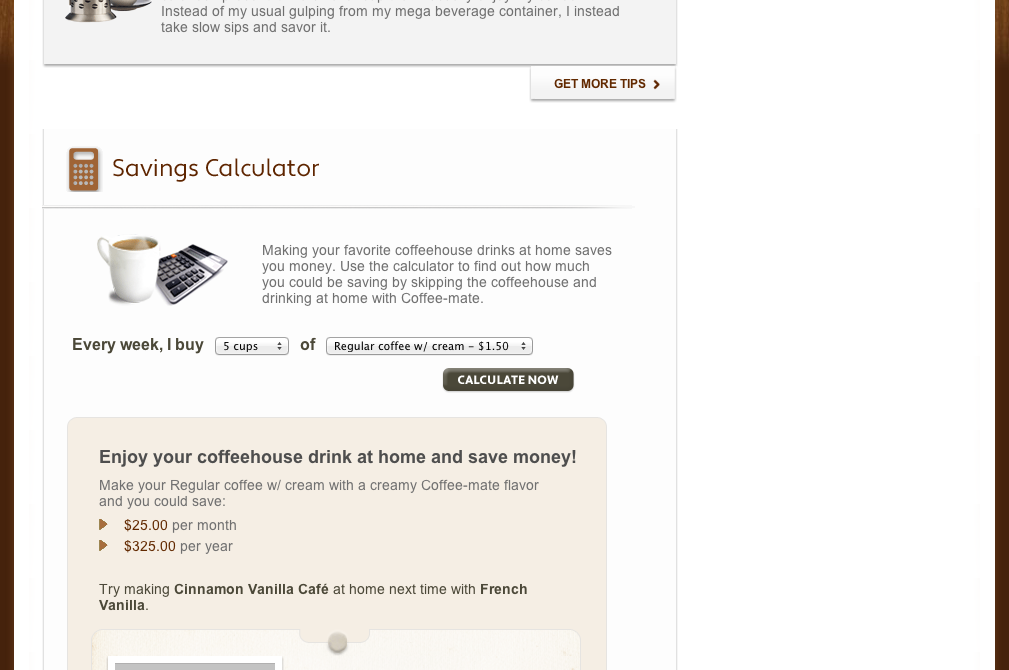 Instead of my usual gulping from my mega beverage container, I instead
take slow sips and savor it.
GET MORE TIPS
Savings Calculator
Making your favorite coffeehouse drinks at home saves
you money. Use the calculator to find out how much
you could be saving by skipping the coffeehouse and
drinking at home with Coffee-mate.
Every week, I buy 5 cups of Regular coffee w/ cream – $1.50
CALCULATE NOW
Enjoy your coffeehouse drink at home and save money!
Make your Regular coffee w/ cream with a creamy Coffee-mate flavor
and you could save:
$25.00 per month
$325.00 per year
Try making Cinnamon Vanilla Café at home next time with French
Vanilla.